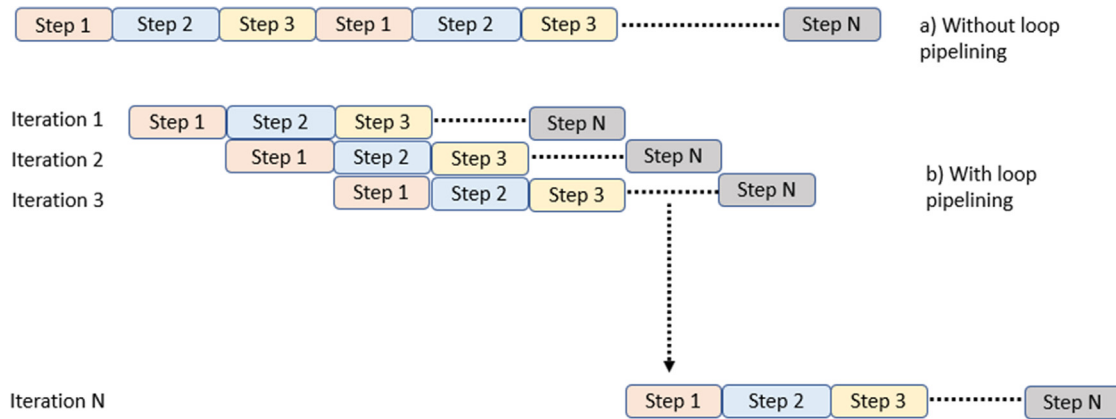 Step 1 Step 2 Step 3 Step 1 Step 2 Step 3 Step N
a) Without loop
pipelining
Iteration 1 Step 1 Step 2 Step 3 Step N
Iteration 2 Step 1 Step 2 Step 3 Step N
Iteration 3 Step 1 Step 2 Step 3 Step N
b) With loop
pipelining
Iteration N Step 1 Step 2 Step 3 Step N